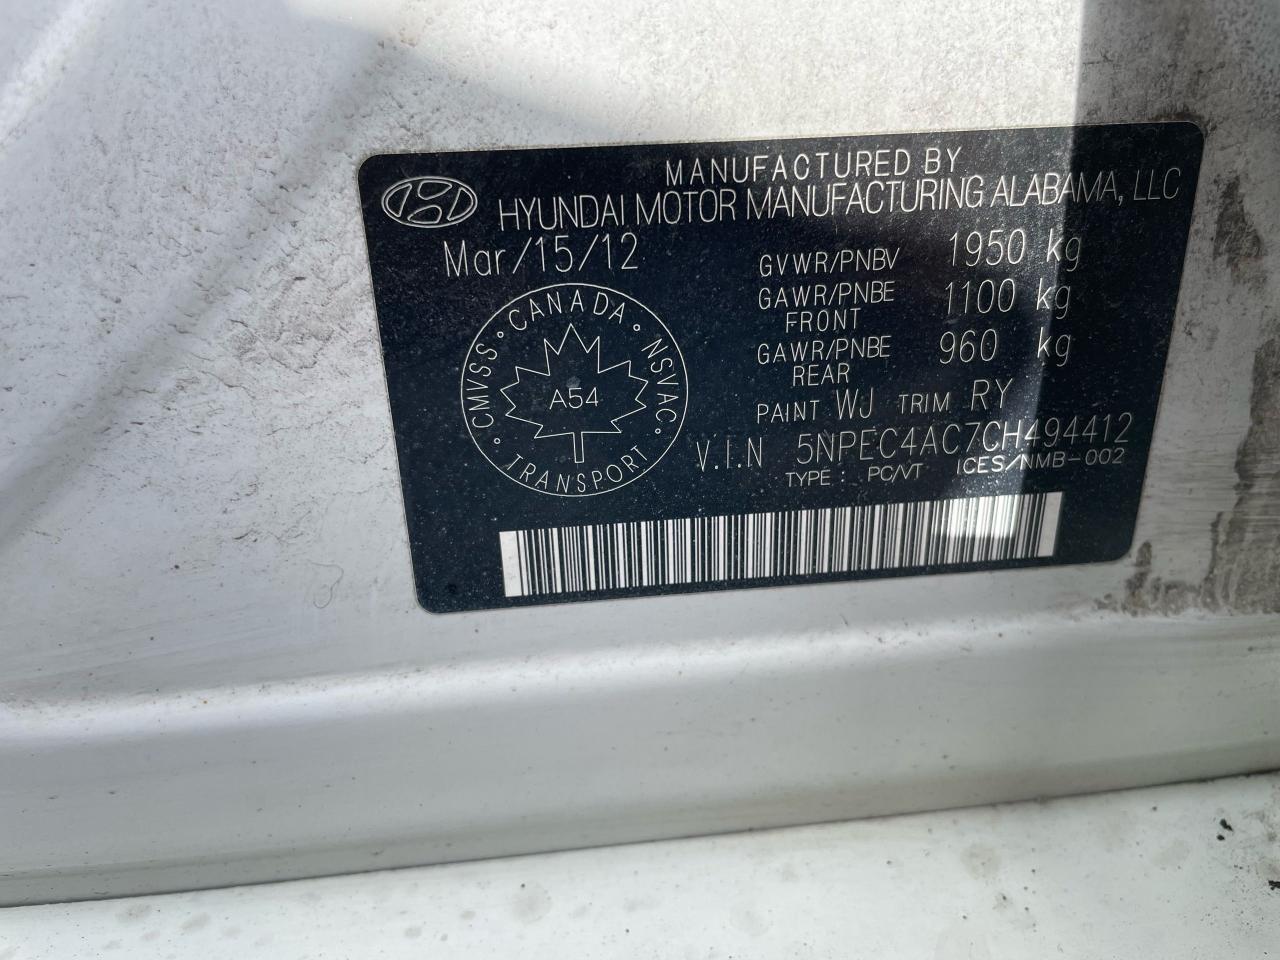 MANUFACTURED BY
HYUNDAI MOTOR MANUFACTURING ALABAMA, LLC
Mar/15/12
GVWR/PNBV 1950 kg
GAWR/PNBE FRONT 1100 kg
GAWR/PNBE REAR 960 kg
PAINT WJ TRIM RY
V.I.N 5NPEC4AC7CH494412
TYPE: PC/VT ICES/NMB-002
CANADA
CMVSS
NSVAC
A54
TRANSPORT